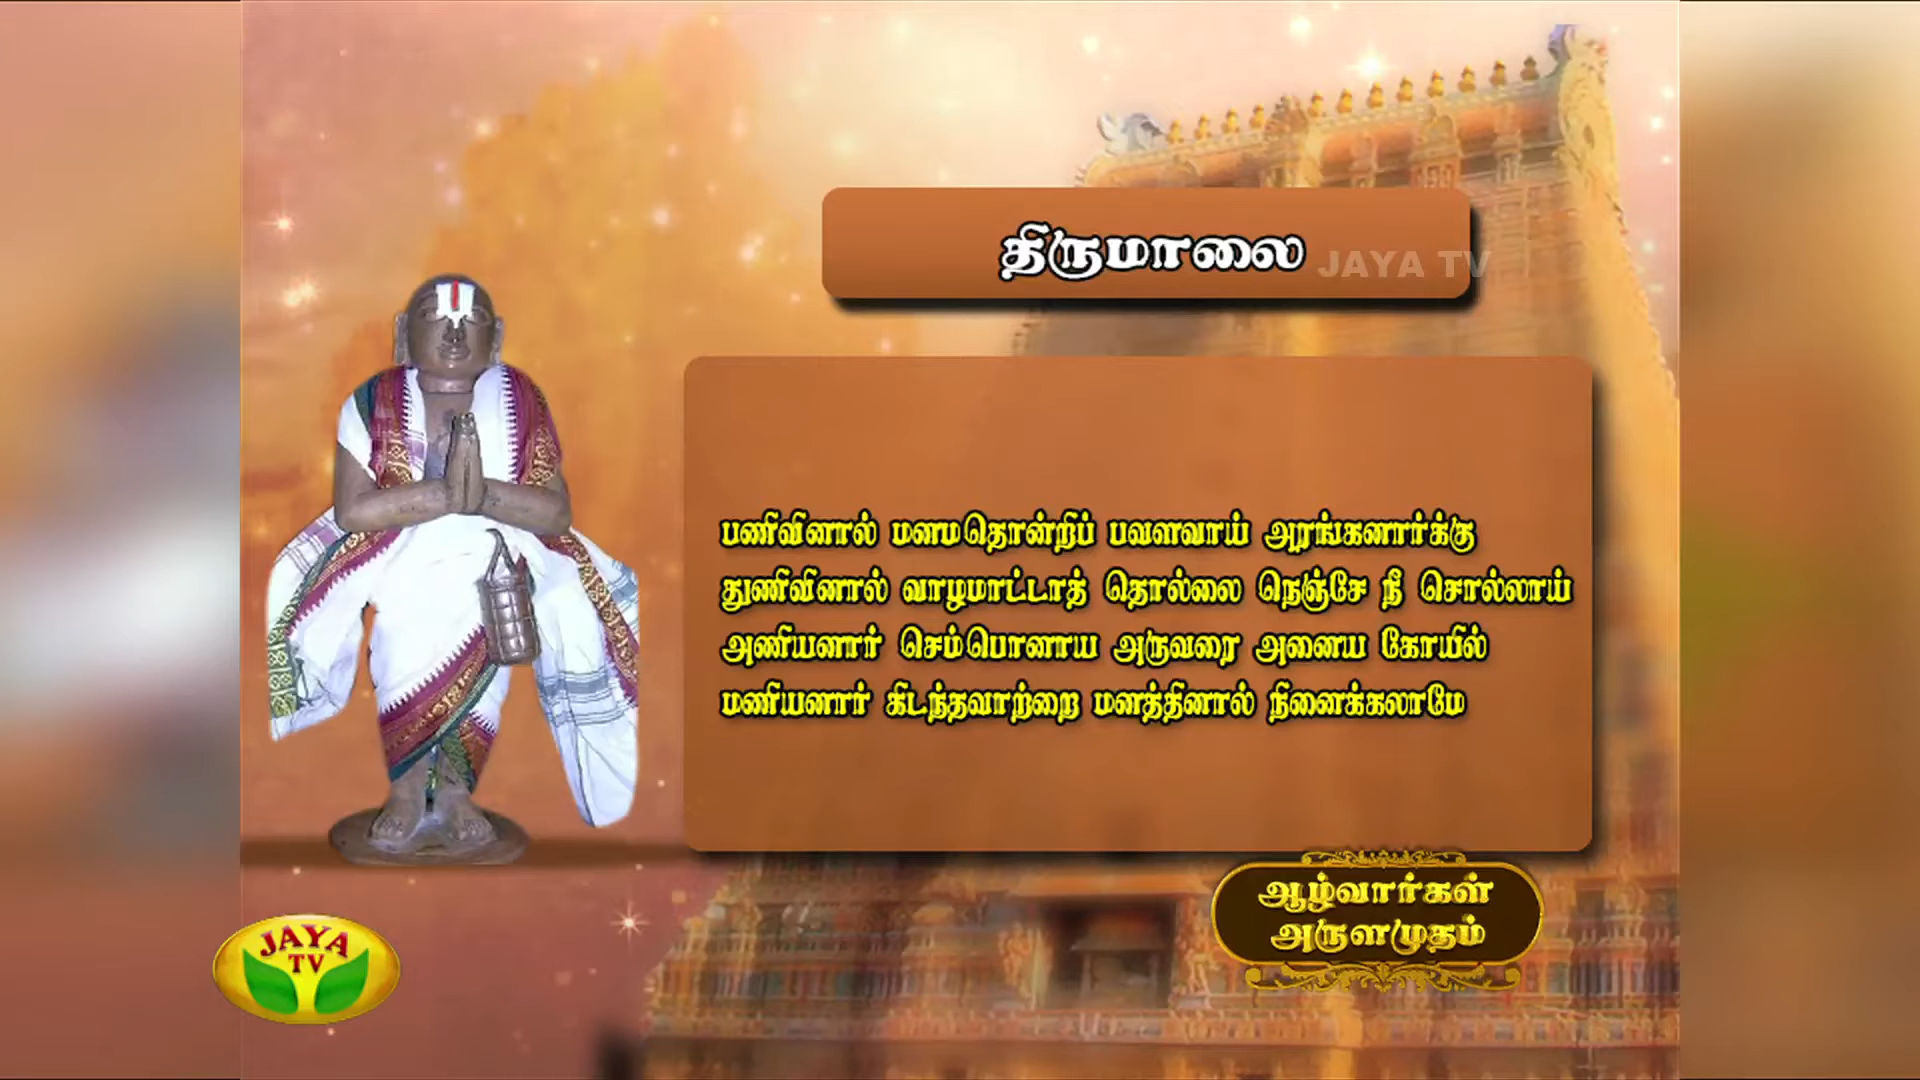 திருமாலை
JAYA TV
பணிவினால் மனமதொன்றிப் பவளவாய் அரங்கனார்க்கு
துணிவினால் வாழமாட்டாத் தொல்லை நெஞ்சே நீ சொல்லாய்
அணியனார் செம்பொனாய அருவரை அனைய கோயில்
மணியனார் கிடந்தவாற்றை மனத்தினால் நினைக்கலாமே
ஆழ்வார்கள்
அருளமுதம்
JAYA
TV